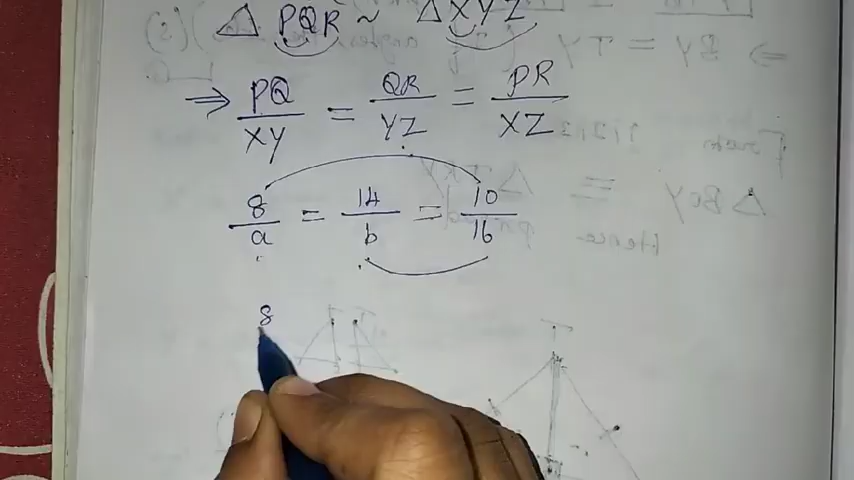 △ PQR ~ △ XYZ
⇒ PQ/XY = QR/YZ = PR/XZ
8/a = 14/b = 10/16
8